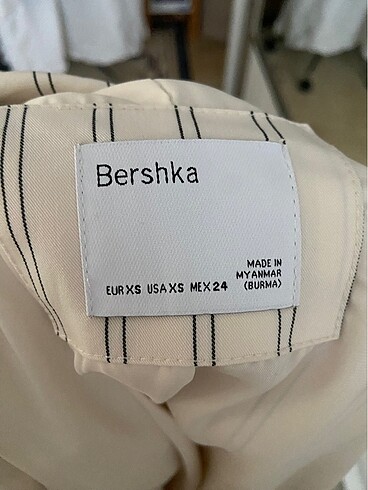 Bershka
MADE IN
MYANMAR
(BURMA)
EUR XS USA XS MEX 24